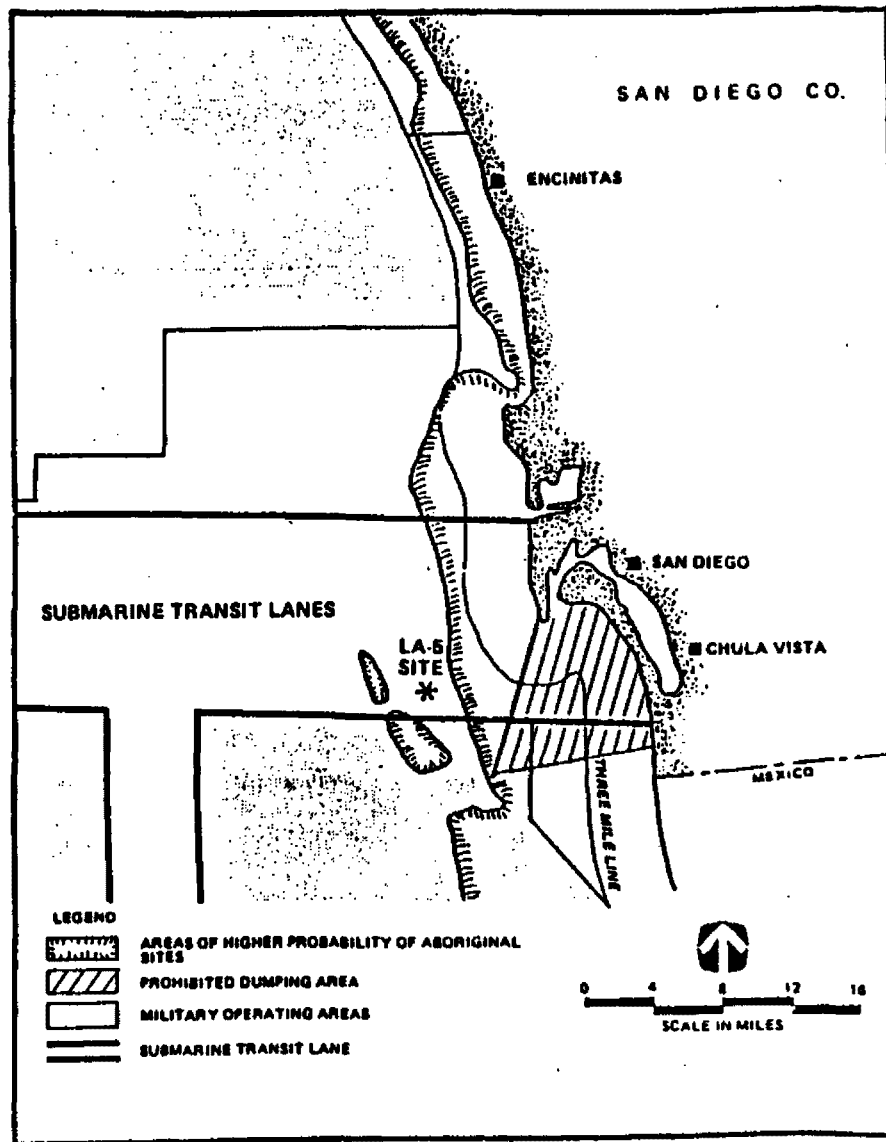 SAN DIEGO CO.
ENCINITAS
SAN DIEGO
SUBMARINE TRANSIT LANES
LA-5
SITE
CHULA VISTA
MEXICO
THREE MILE LINE
LEGEND
AREAS OF HIGHER PROBABILITY OF ABORIGINAL
SITES
PROHIBITED DUMPING AREA
MILITARY OPERATING AREAS
SUBMARINE TRANSIT LANE
0 4 8 12 16
SCALE IN MILES